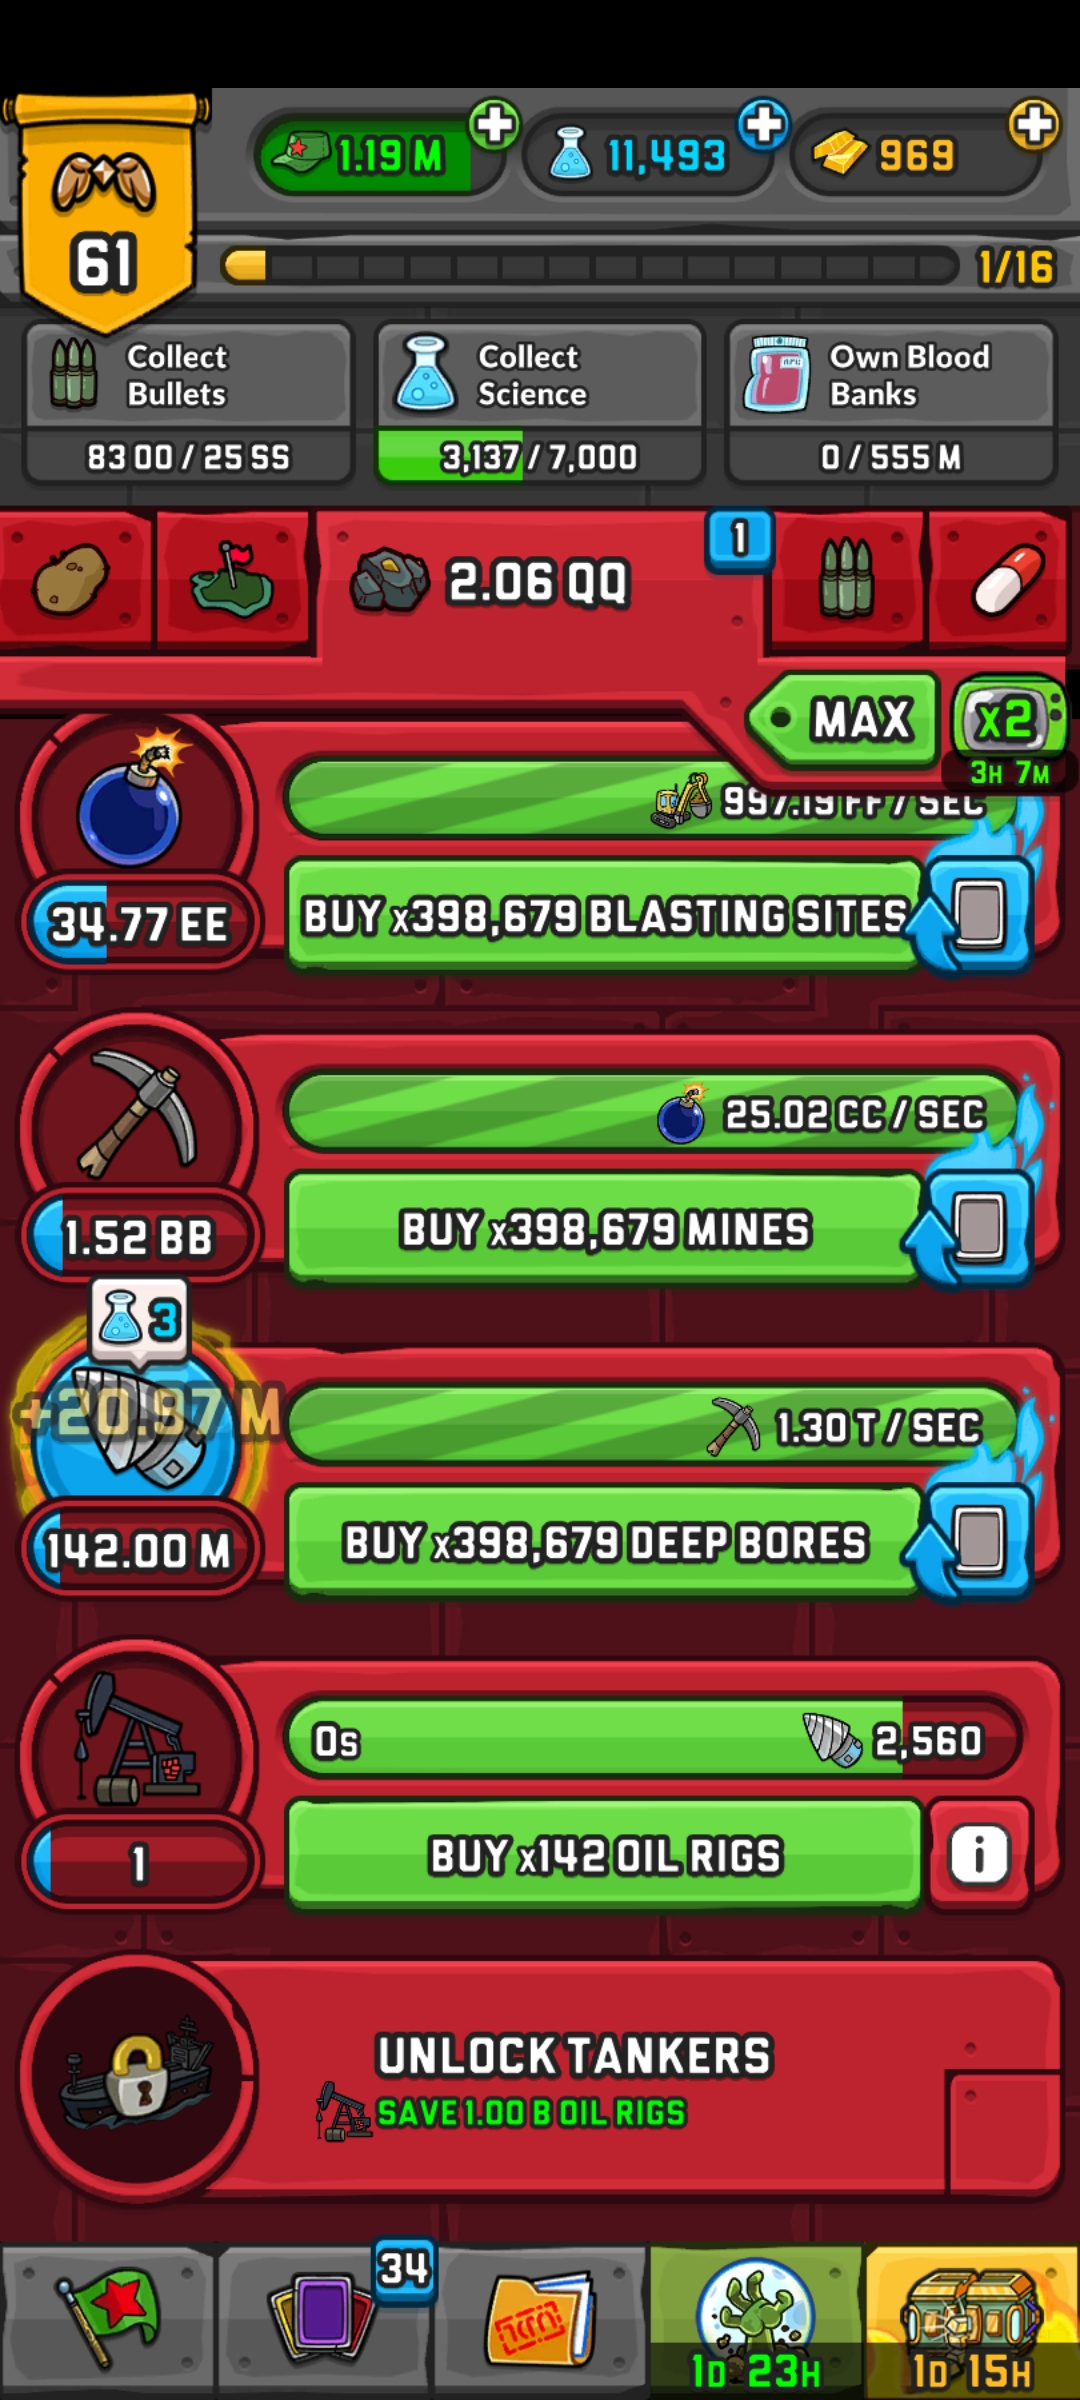 61
1.19 M
11,493
969
1/16
Collect
Bullets
83 OO / 25 SS
Collect
Science
3,137 / 7,000
Own Blood
Banks
0 / 555 M
2.06 QQ
1
MAX
x2
3H 7M
997.19 FF / SEC
34.77 EE
BUY x398,679 BLASTING SITES
25.02 CC / SEC
1.52 BB
BUY x398,679 MINES
3
+20.97 M
1.30 T / SEC
142.00 M
BUY x398,679 DEEP BORES
0s
2,560
1
BUY x142 OIL RIGS
i
UNLOCK TANKERS
SAVE 1.00 B OIL RIGS
34
1D 23H
1D 15H